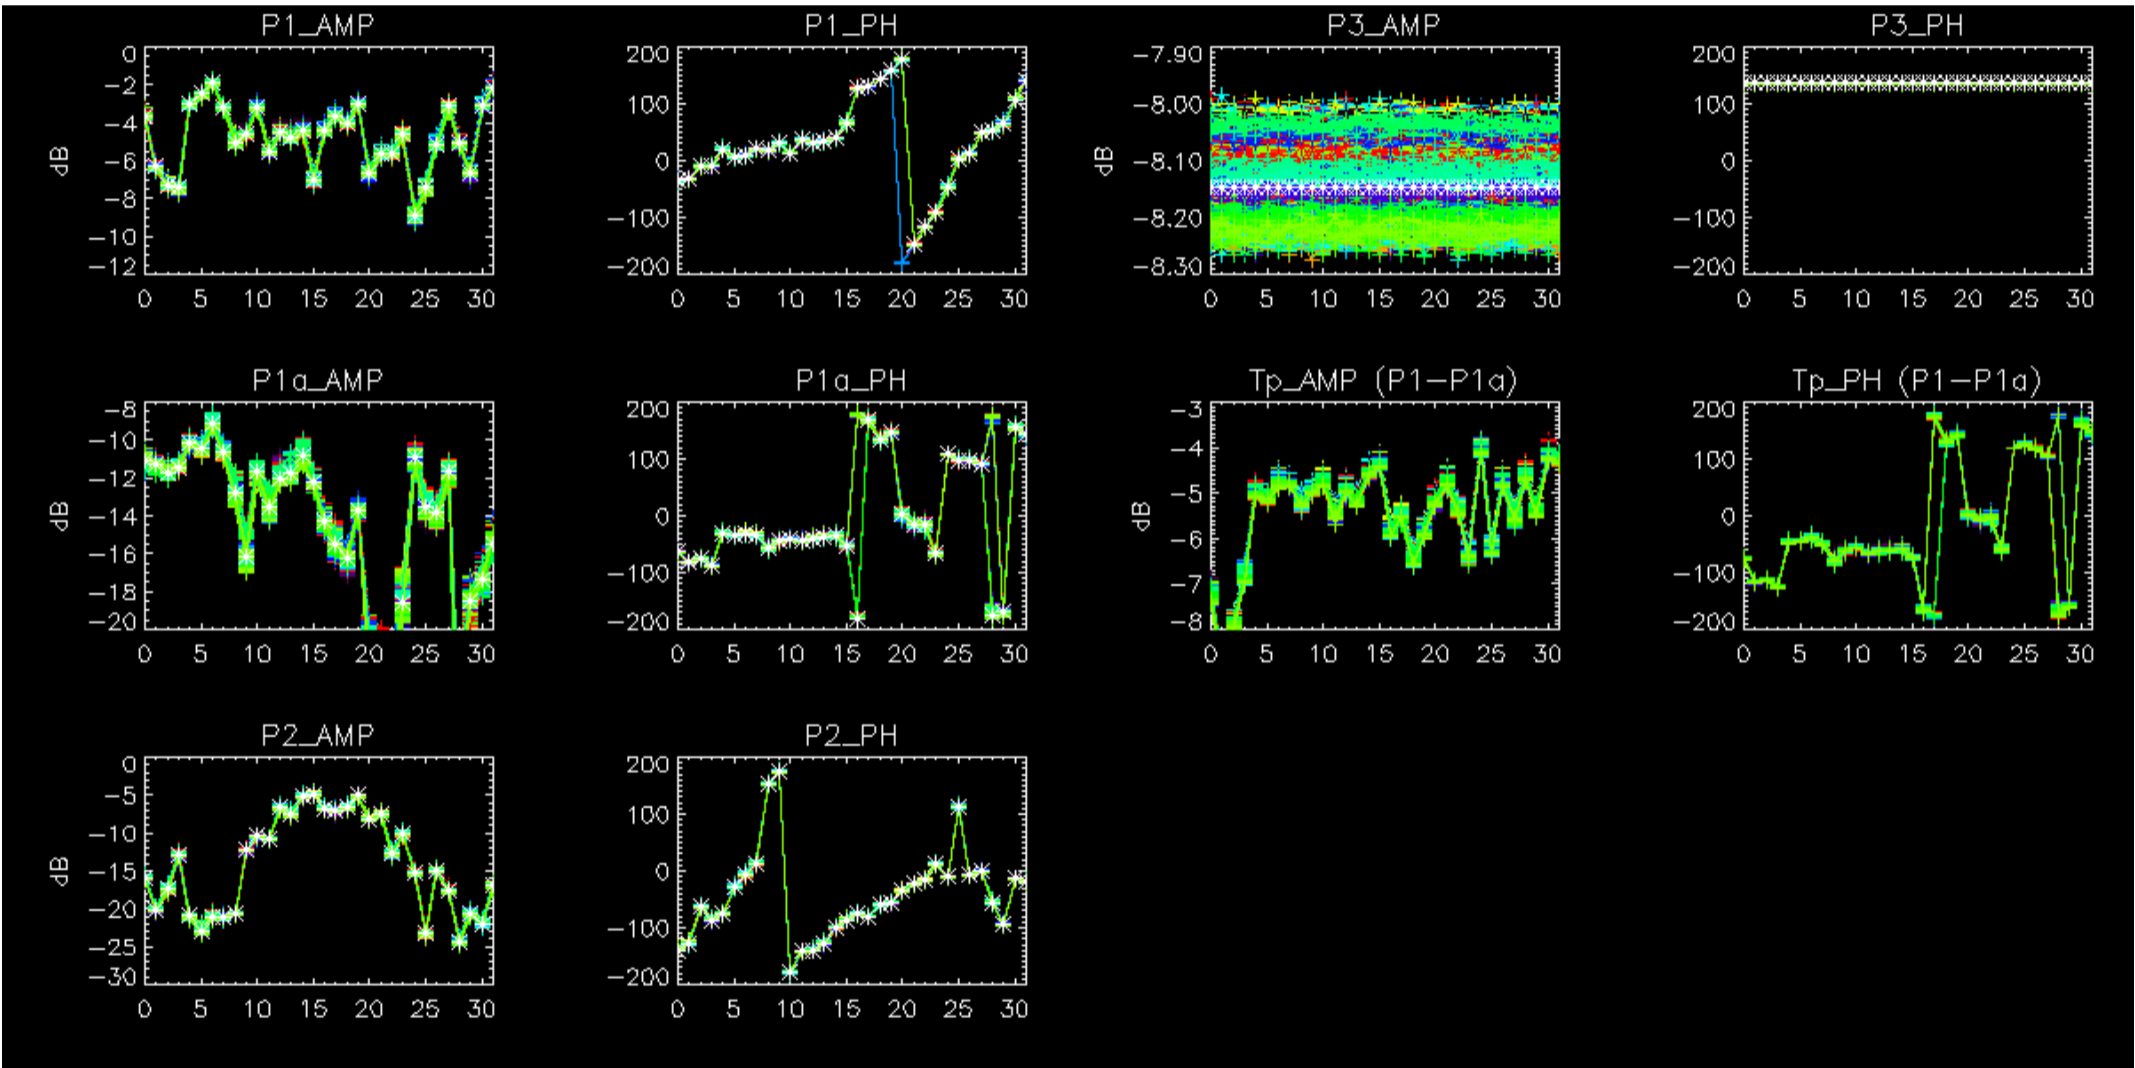 P1_AMP
P1_PH
P3_AMP
P3_PH
0
-2
-4
-6
-8
-10
-12
dB
0 5 10 15 20 25 30
200
100
0
-100
-200
0 5 10 15 20 25 30
-7.90
-8.00
-8.10
-8.20
-8.30
dB
0 5 10 15 20 25 30
200
100
0
-100
-200
0 5 10 15 20 25 30
P1a_AMP
P1a_PH
Tp_AMP (P1-P1a)
Tp_PH (P1-P1a)
-8
-10
-12
-14
-16
-18
-20
dB
0 5 10 15 20 25 30
200
100
0
-100
-200
0 5 10 15 20 25 30
-3
-4
-5
-6
-7
-8
dB
0 5 10 15 20 25 30
200
100
0
-100
-200
0 5 10 15 20 25 30
P2_AMP
P2_PH
0
-5
-10
-15
-20
-25
-30
dB
0 5 10 15 20 25 30
200
100
0
-100
-200
0 5 10 15 20 25 30